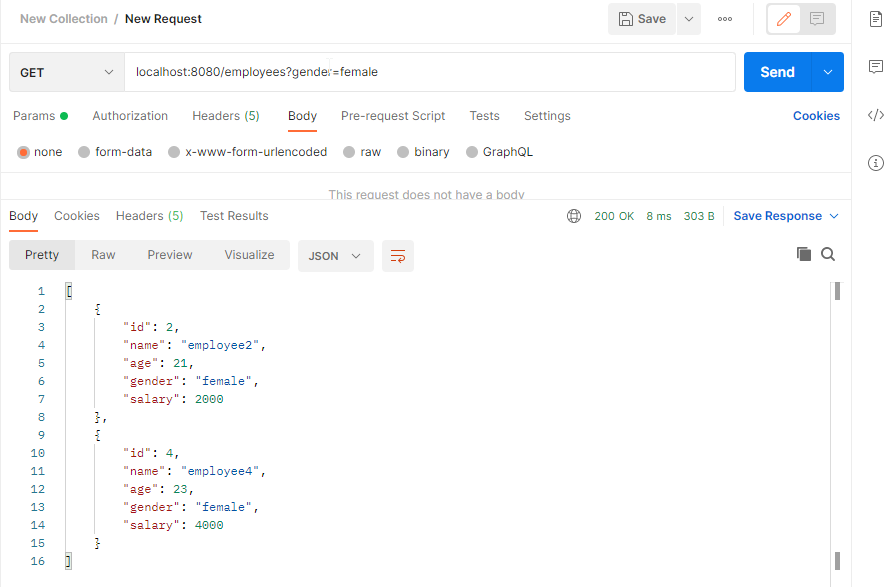 New Collection / New Request
Save
GET localhost:8080/employees?gender=female Send
Params Authorization Headers (5) Body Pre-request Script Tests Settings Cookies
none form-data x-www-form-urlencoded raw binary GraphQL
This request does not have a body
Body Cookies Headers (5) Test Results 200 OK 8 ms 303 B Save Response
Pretty Raw Preview Visualize JSON
1 [
2 {
3 "id": 2,
4 "name": "employee2",
5 "age": 21,
6 "gender": "female",
7 "salary": 2000
8 },
9 {
10 "id": 4,
11 "name": "employee4",
12 "age": 23,
13 "gender": "female",
14 "salary": 4000
15 }
16 ]